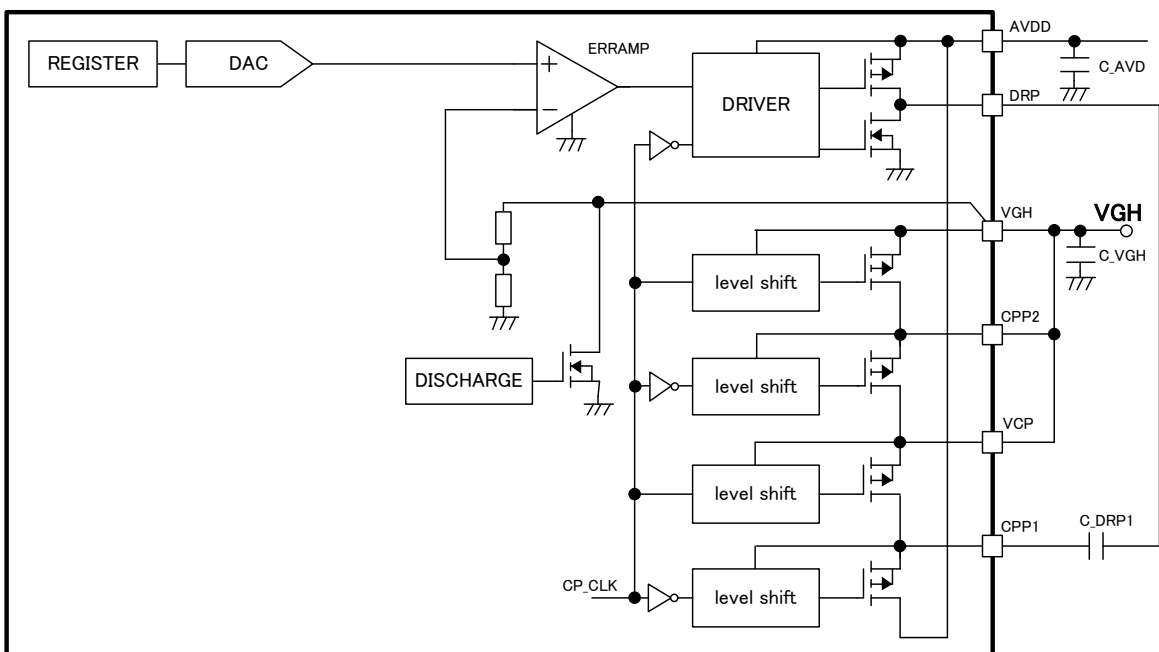 AVDD
REGISTER
DAC
ERRAMP
+
−
DRIVER
C_AVD
DRP
VGH
VGH
C_VGH
level shift
CPP2
level shift
DISCHARGE
VCP
level shift
CPP1
C_DRP1
CP_CLK
level shift